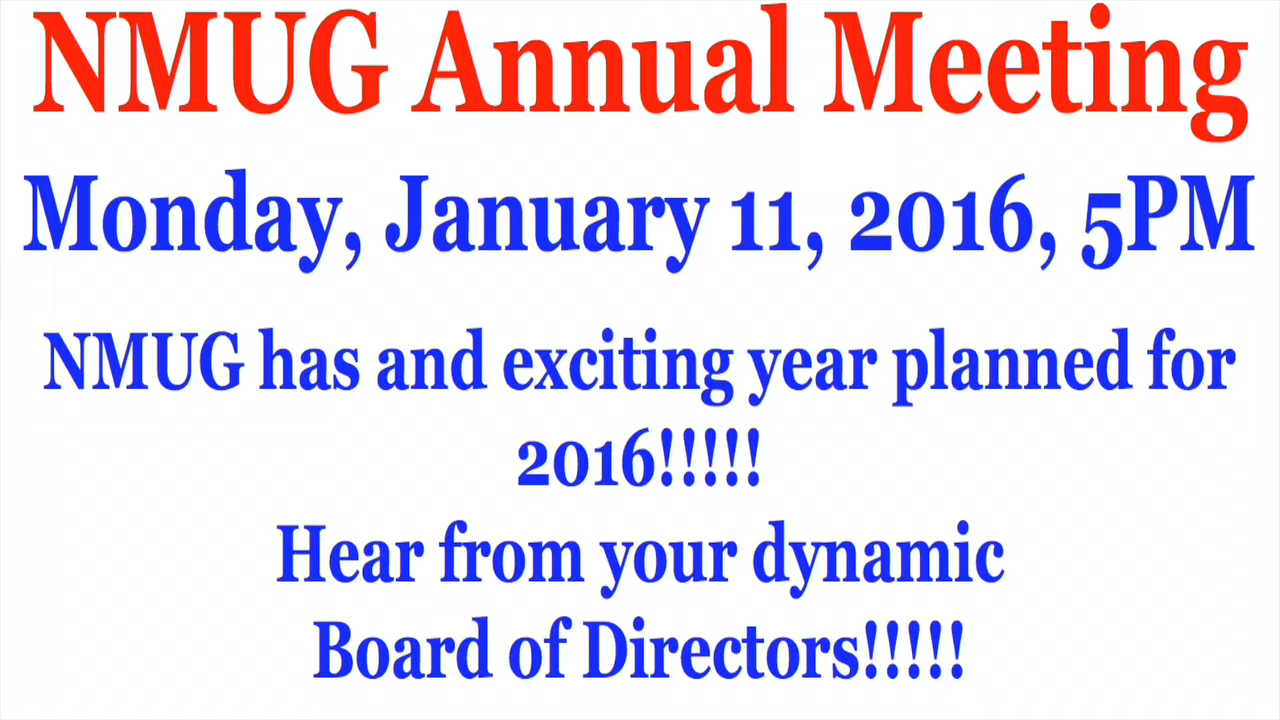 NMUG Annual Meeting
Monday, January 11, 2016, 5PM
NMUG has and exciting year planned for
2016!!!!!
Hear from your dynamic
Board of Directors!!!!!